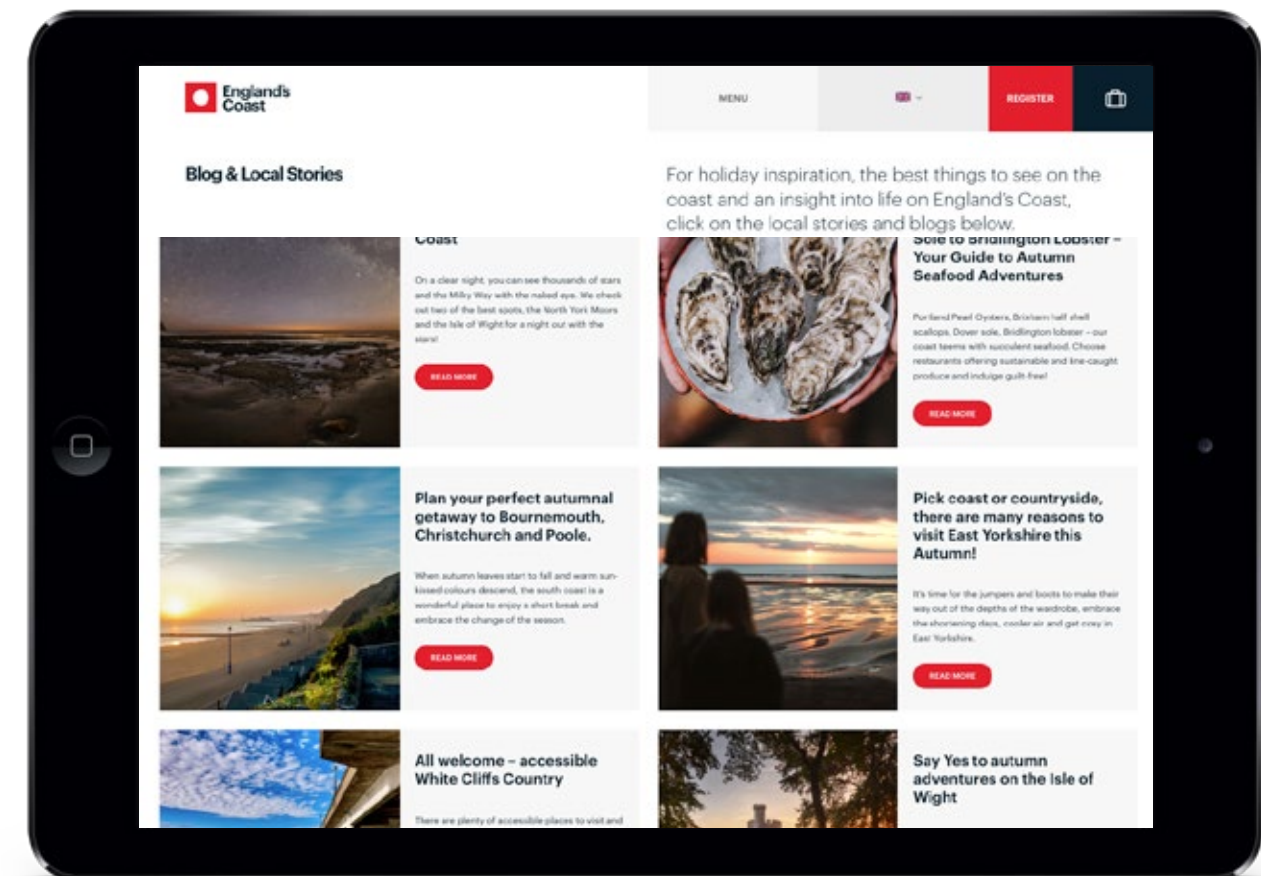 England's
Coast
MENU
REGISTER
Blog & Local Stories
For holiday inspiration, the best things to see on the
coast and an insight into life on England's Coast,
click on the local stories and blogs below.
Coast
On a clear night, you can see thousands of stars
and the Milky Way with the naked eye. We check
out two of the best spots, the North York Moors
and the Isle of Wight for a night out with the
stars!
READ MORE
Sole to Bridlington Lobster –
Your Guide to Autumn
Seafood Adventures
Portland Pearl Oysters, Brixham half shell
scallops, Dover sole, Bridlington lobster – our
coast teems with succulent seafood. Choose
restaurants offering sustainable and line-caught
produce and indulge guilt-free!
READ MORE
Plan your perfect autumnal
getaway to Bournemouth,
Christchurch and Poole.
When autumn leaves start to fall and warm sun-
kissed colours descend, the south coast is a
wonderful place to enjoy a short break and
embrace the change of the season.
READ MORE
Pick coast or countryside,
there are many reasons to
visit East Yorkshire this
Autumn!
It's time for the jumpers and boots to make their
way out of the depths of the wardrobe, embrace
the shortening days, cooler air and get cosy in
East Yorkshire.
READ MORE
All welcome – accessible
White Cliffs Country
There are plenty of accessible places to visit and
Say Yes to autumn
adventures on the Isle of
Wight